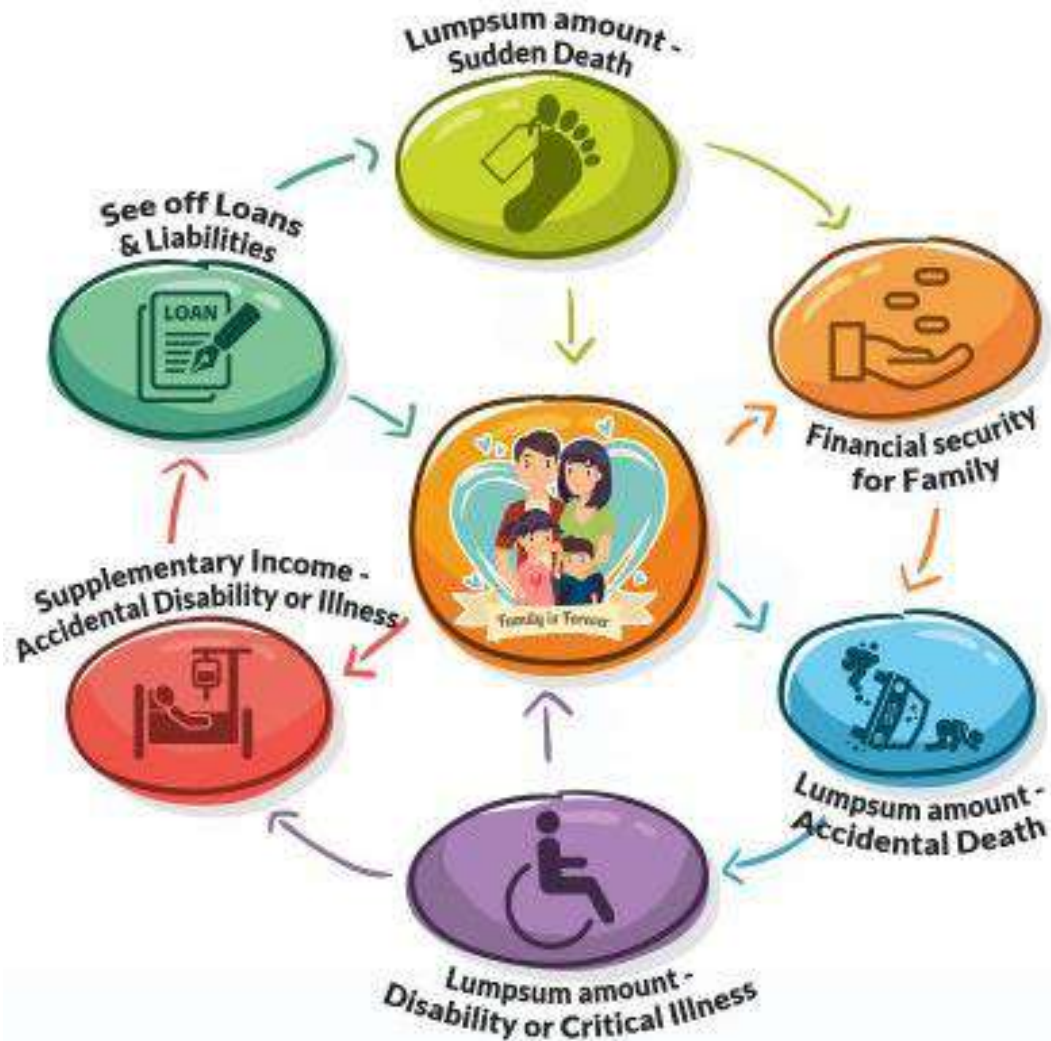 Lumpsum amount -
Sudden Death
See off Loans
& Liabilities
LOAN
Financial security
for Family
Supplementary Income -
Accidental Disability or Illness
Family is Forever
Lumpsum amount -
Accidental Death
Lumpsum amount -
Disability or Critical Illness